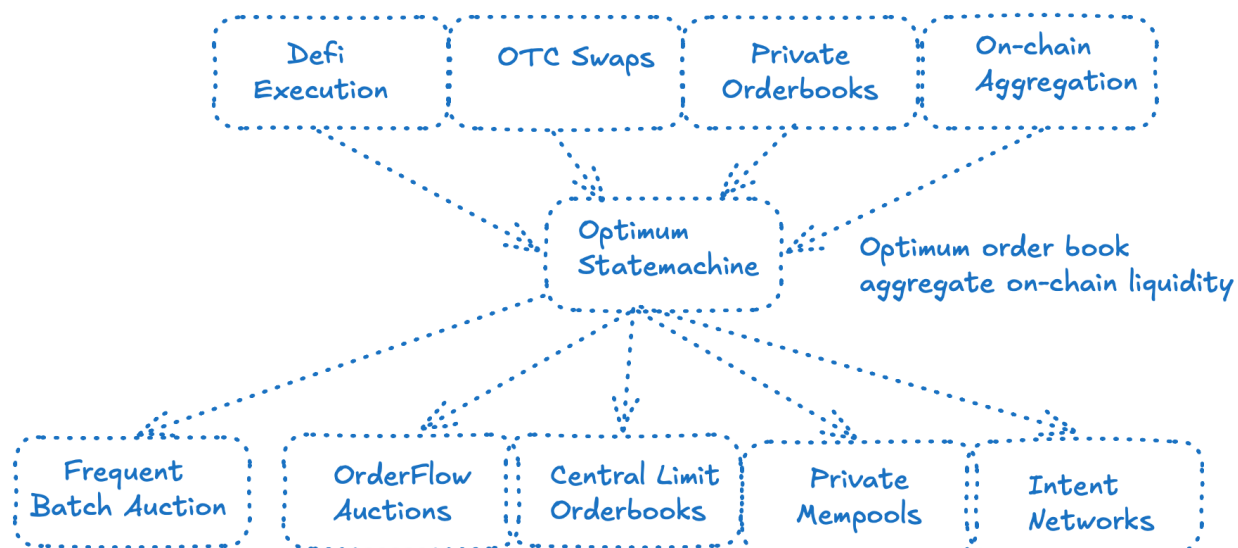 Defi
Execution
OTC Swaps
Private
Orderbooks
On-chain
Aggregation
Optimum
Statemachine
Optimum order book
aggregate on-chain liquidity
Frequent
Batch Auction
OrderFlow
Auctions
Central Limit
Orderbooks
Private
Mempools
Intent
Networks